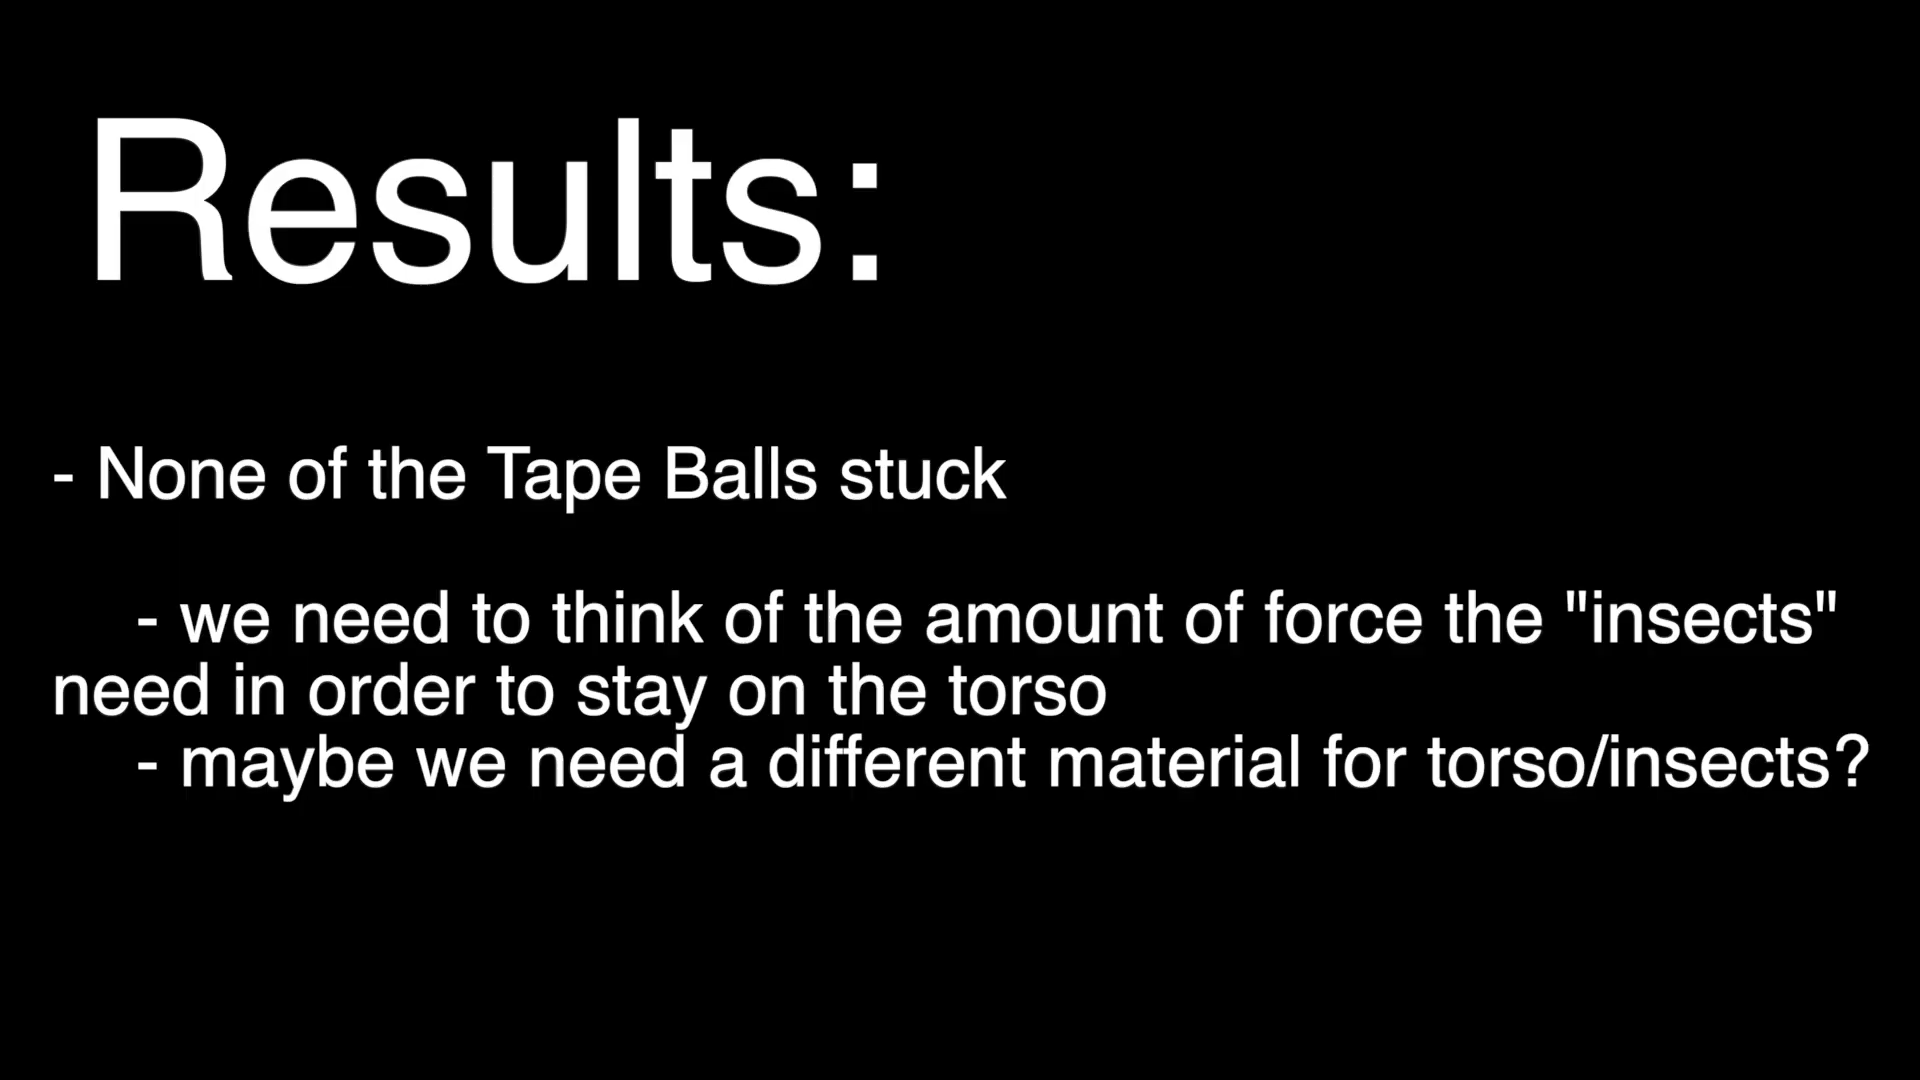 Results:
- None of the Tape Balls stuck
- we need to think of the amount of force the "insects"
need in order to stay on the torso
- maybe we need a different material for torso/insects?